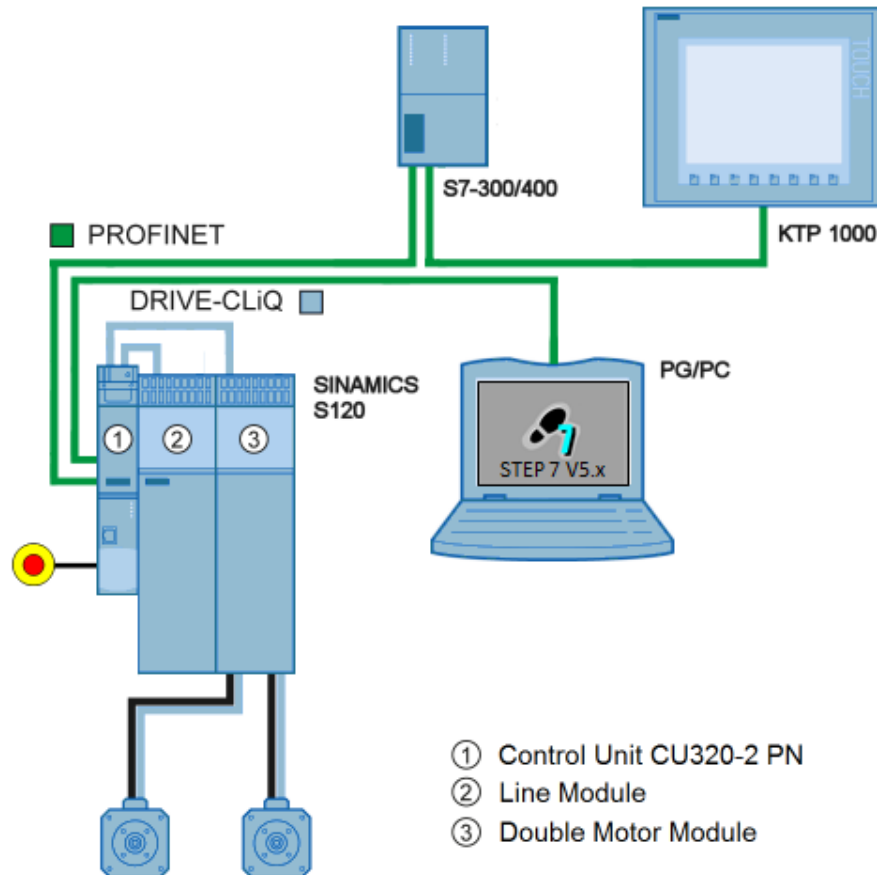 TOUCH
S7-300/400
KTP 1000
PROFINET
DRIVE-CLiQ
SINAMICS
S120
PG/PC
1
2
3
7
STEP 7 V5.x
① Control Unit CU320-2 PN
② Line Module
③ Double Motor Module